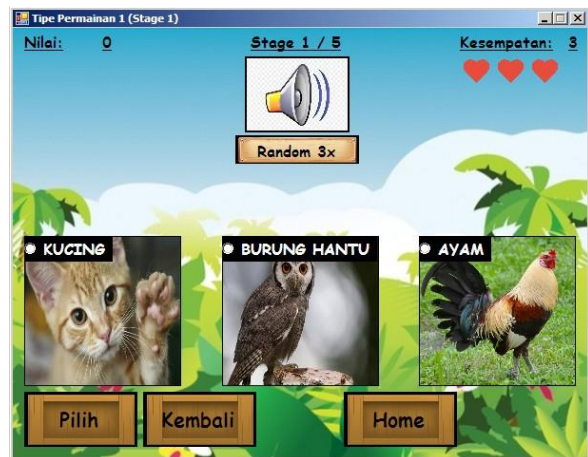 Tipe Permainan 1 (Stage 1)
Nilai: 0 Stage 1 / 5 Kesempatan: 3
Random 3x
KUCING BURUNG HANTU AYAM
Pilih Kembali Home